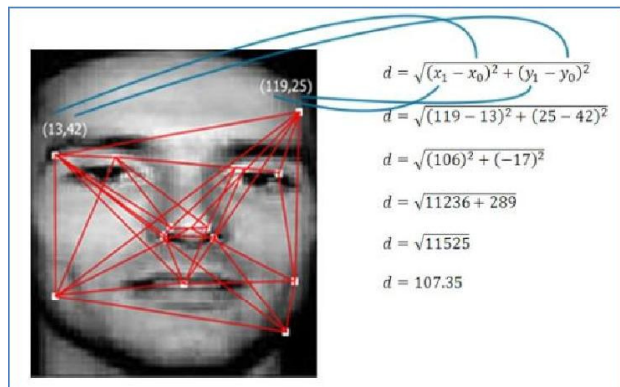 (119,25)
(13,42)
d = √((x₁ − x₀)² + (y₁ − y₀)²)
d = √((119 − 13)² + (25 − 42)²)
d = √((106)² + (−17)²)
d = √(11236 + 289)
d = √11525
d = 107.35